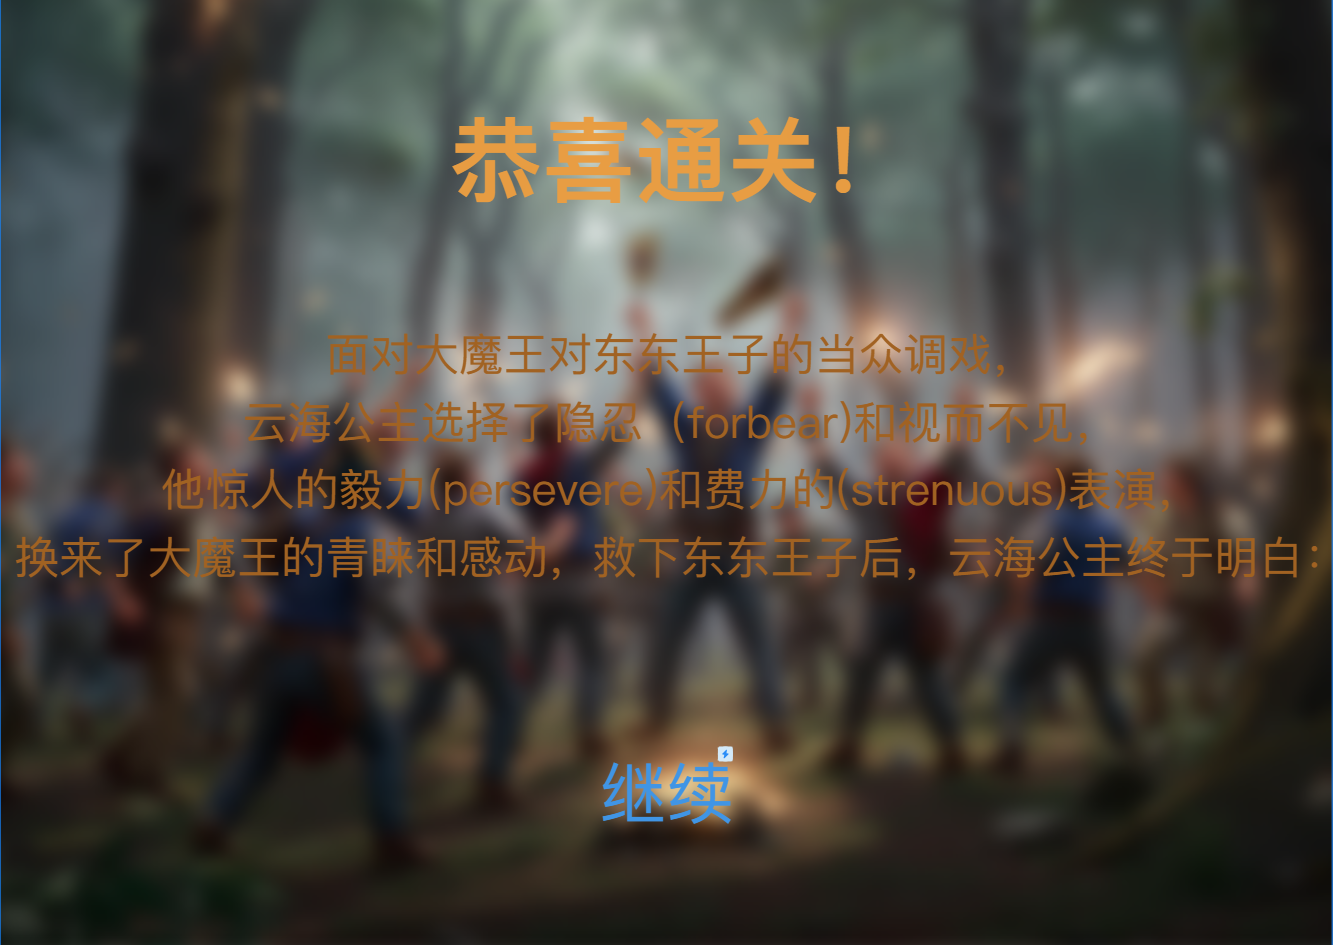 恭喜通关！
面对大魔王对东东王子的当众调戏，
云海公主选择了隐忍（forbear)和视而不见，
他惊人的毅力(persevere)和费力的(strenuous)表演，
换来了大魔王的青睐和感动，救下东东王子后，云海公主终于明白：
继续